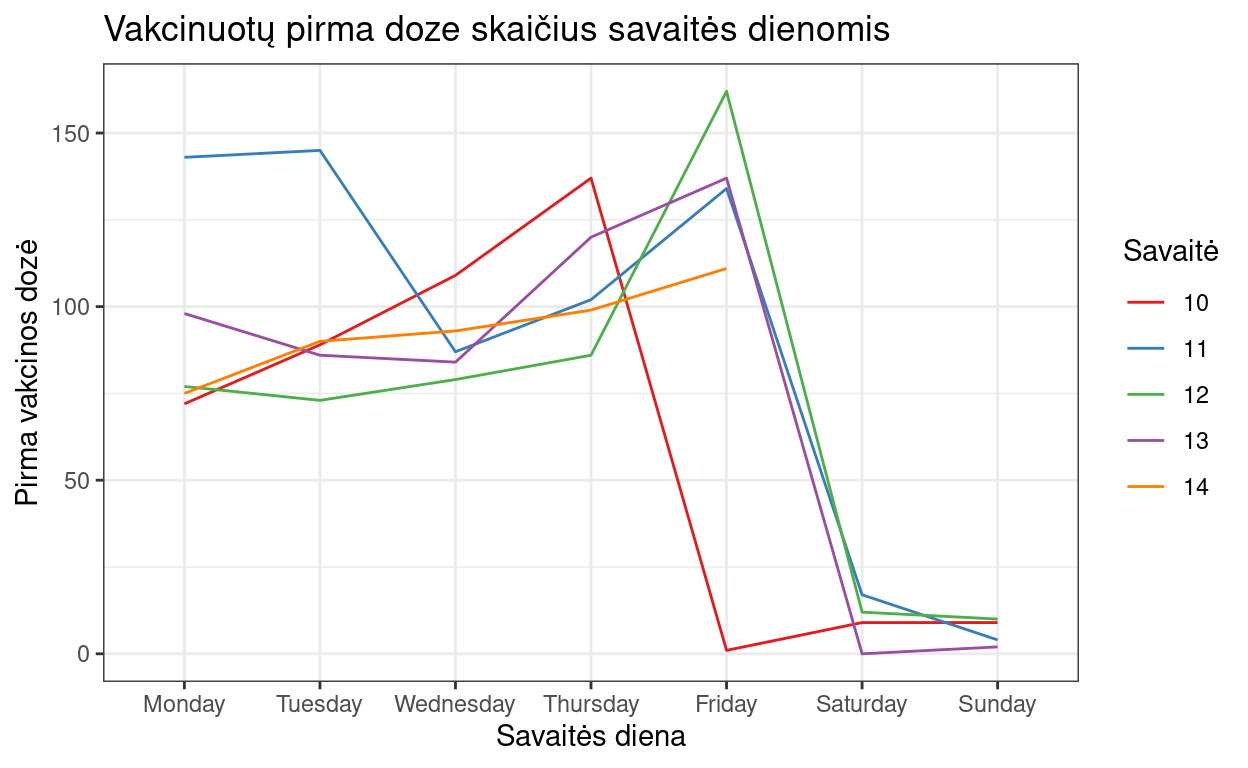 Vakcinuotų pirma doze skaičius savaitės dienomis
Pirma vakcinos dozė
150
100
50
0
Monday Tuesday Wednesday Thursday Friday Saturday Sunday
Savaitės diena
Savaitė
10
11
12
13
14